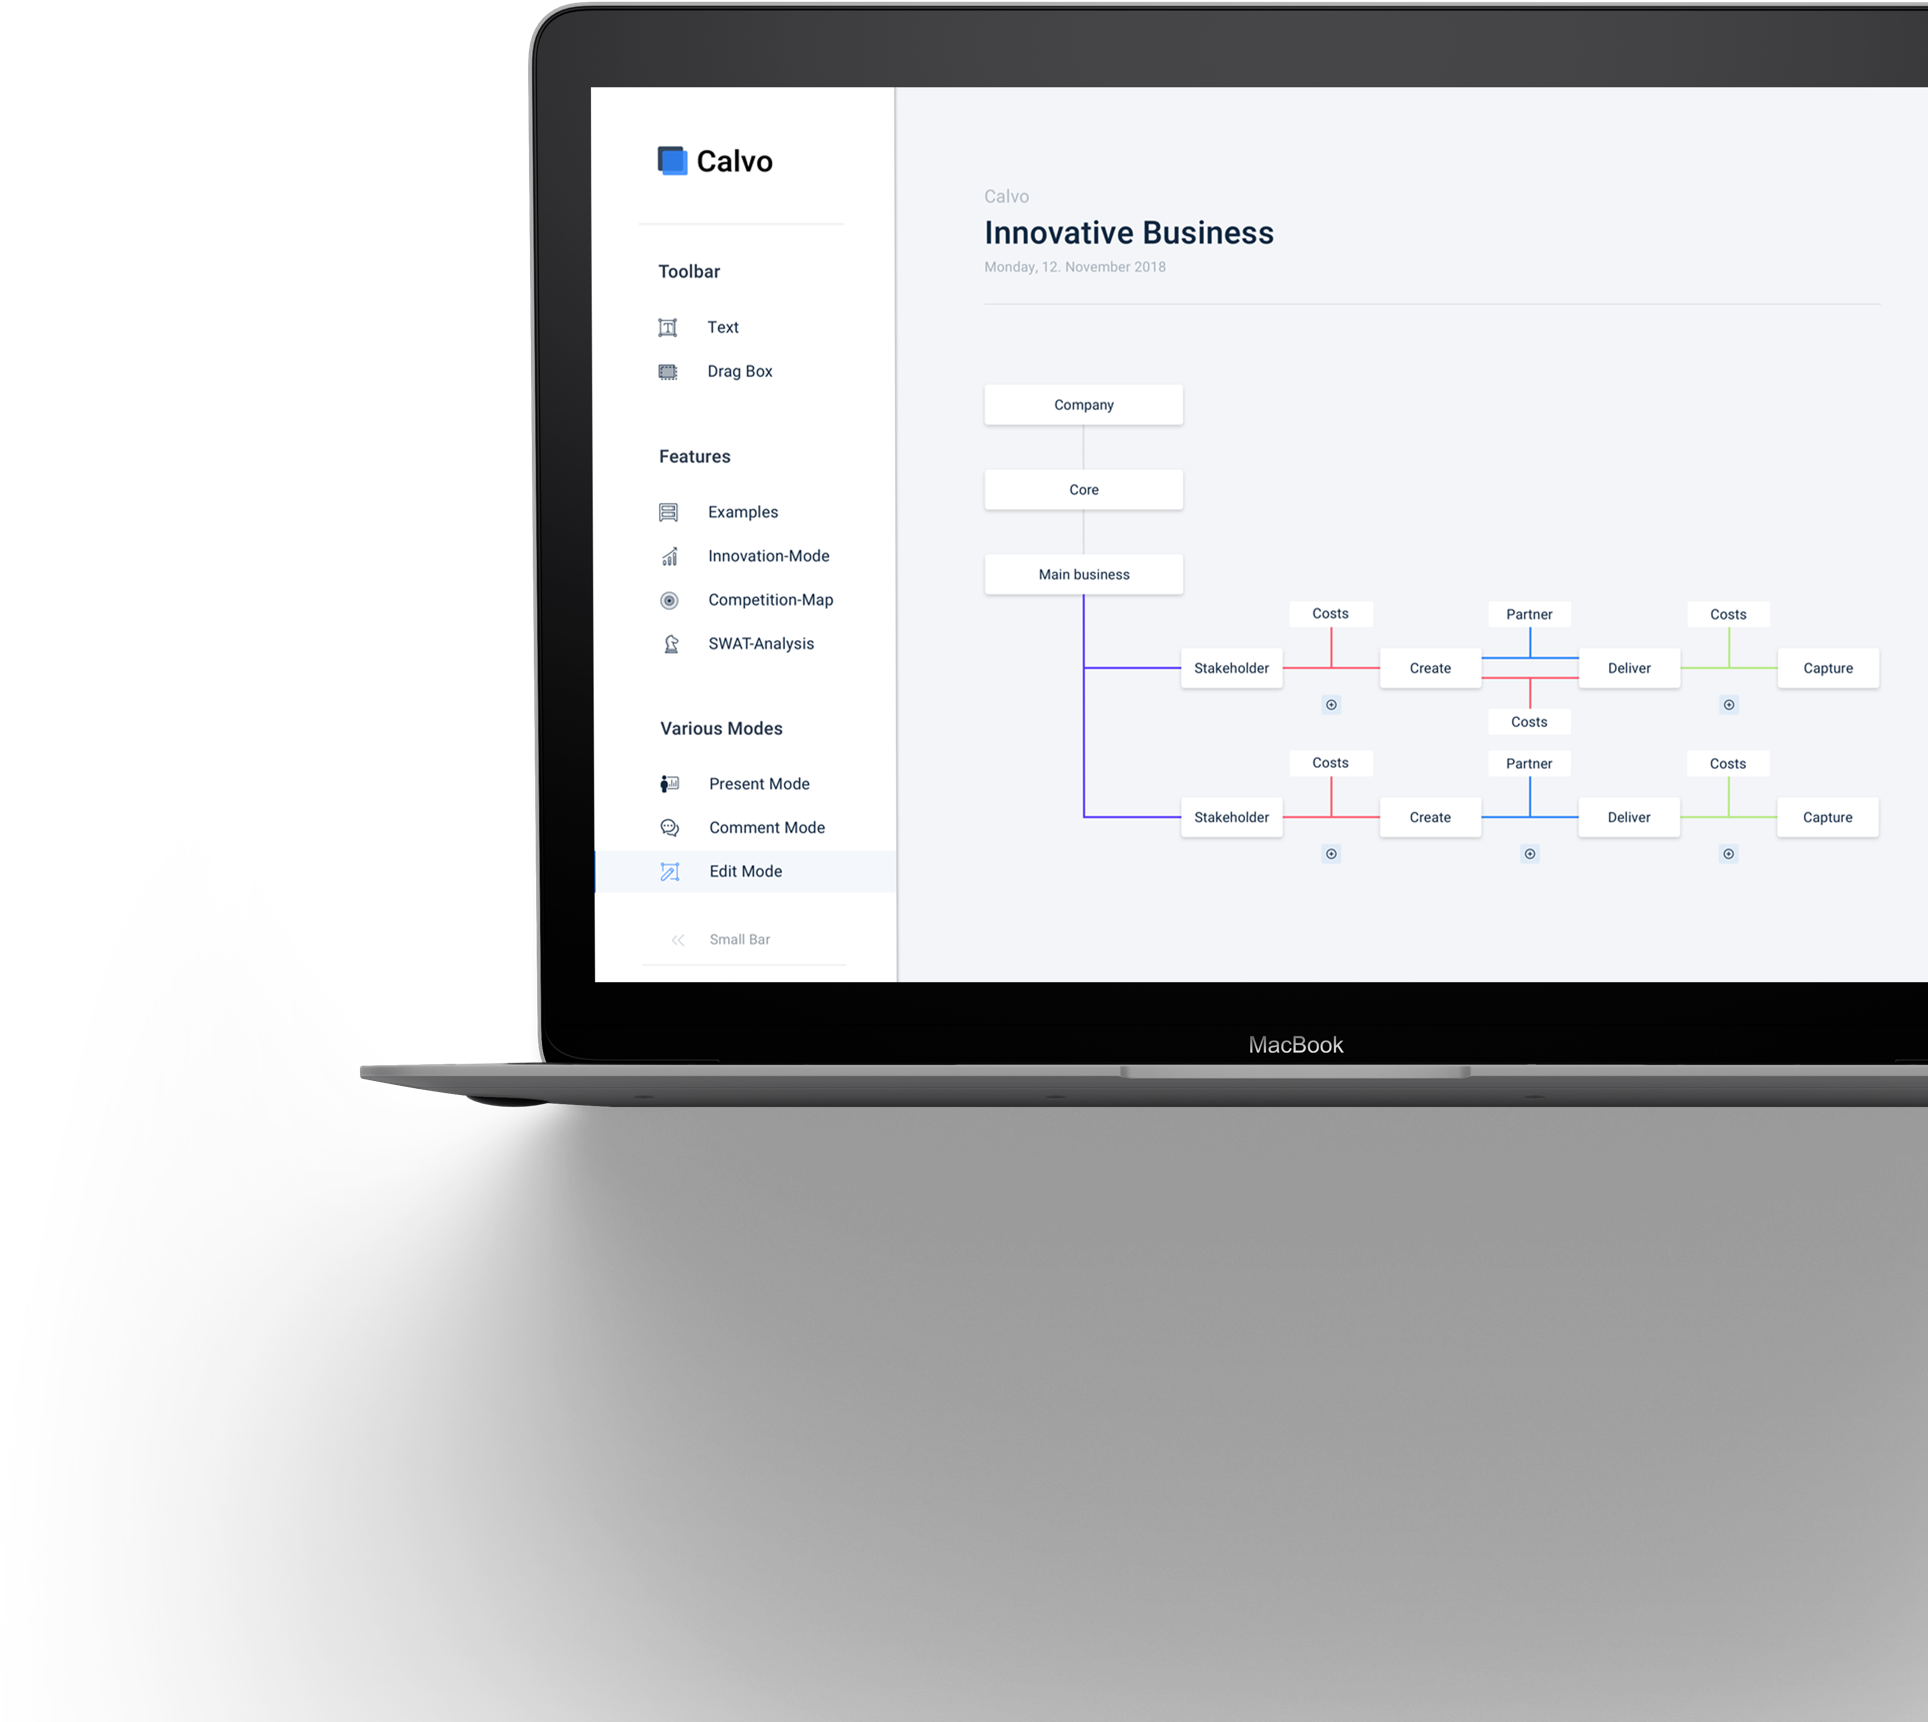 Calvo
Toolbar
Text
Drag Box
Features
Examples
Innovation-Mode
Competition-Map
SWAT-Analysis
Various Modes
Present Mode
Comment Mode
Edit Mode
Small Bar
Calvo
Innovative Business
Monday, 12. November 2018
Company
Core
Main business
Costs Partner Costs
Stakeholder Create Deliver Capture
Costs
Costs Partner Costs
Stakeholder Create Deliver Capture
MacBook